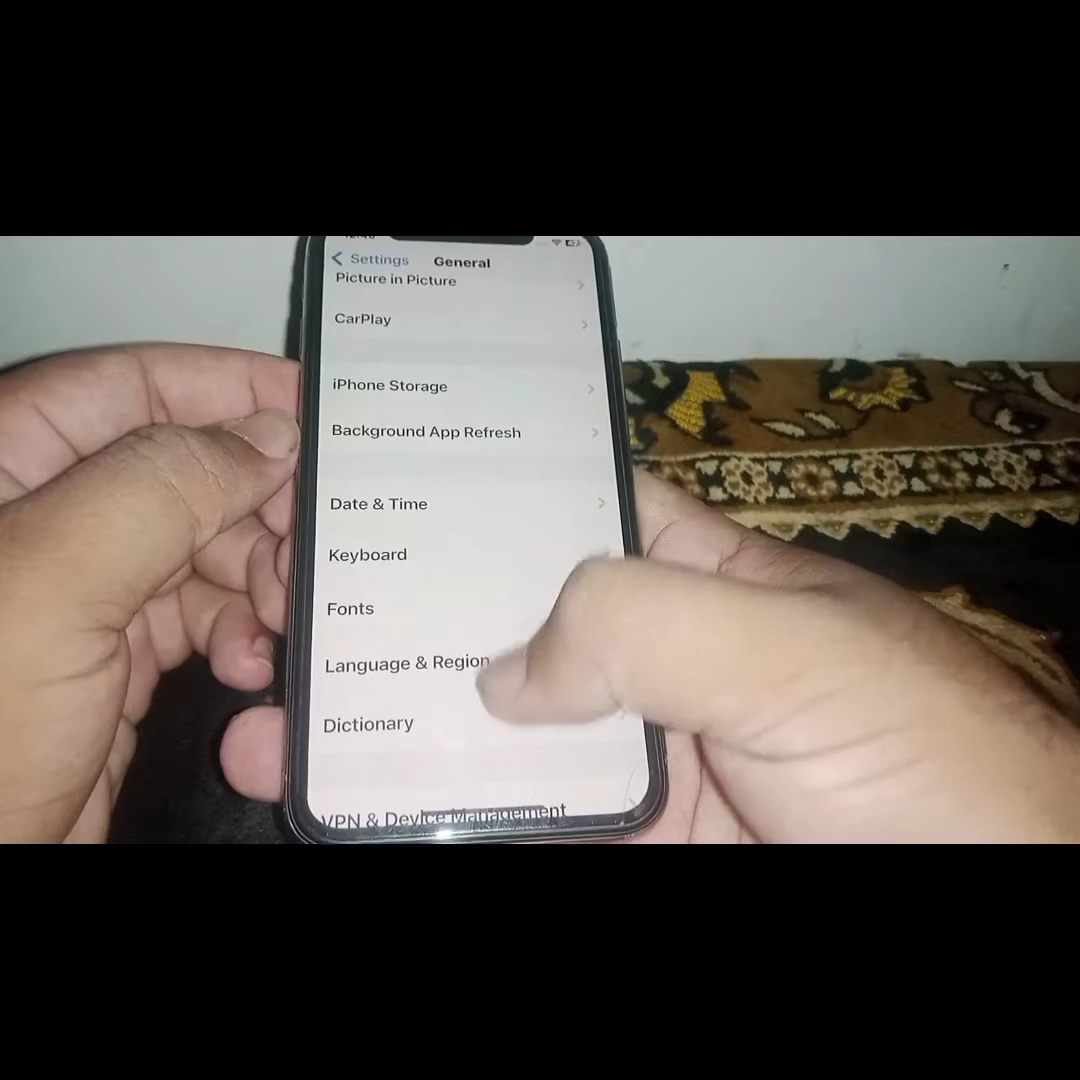 Settings
General
Picture in Picture
CarPlay
iPhone Storage
Background App Refresh
Date & Time
Keyboard
Fonts
Language & Region
Dictionary
VPN & Device Management